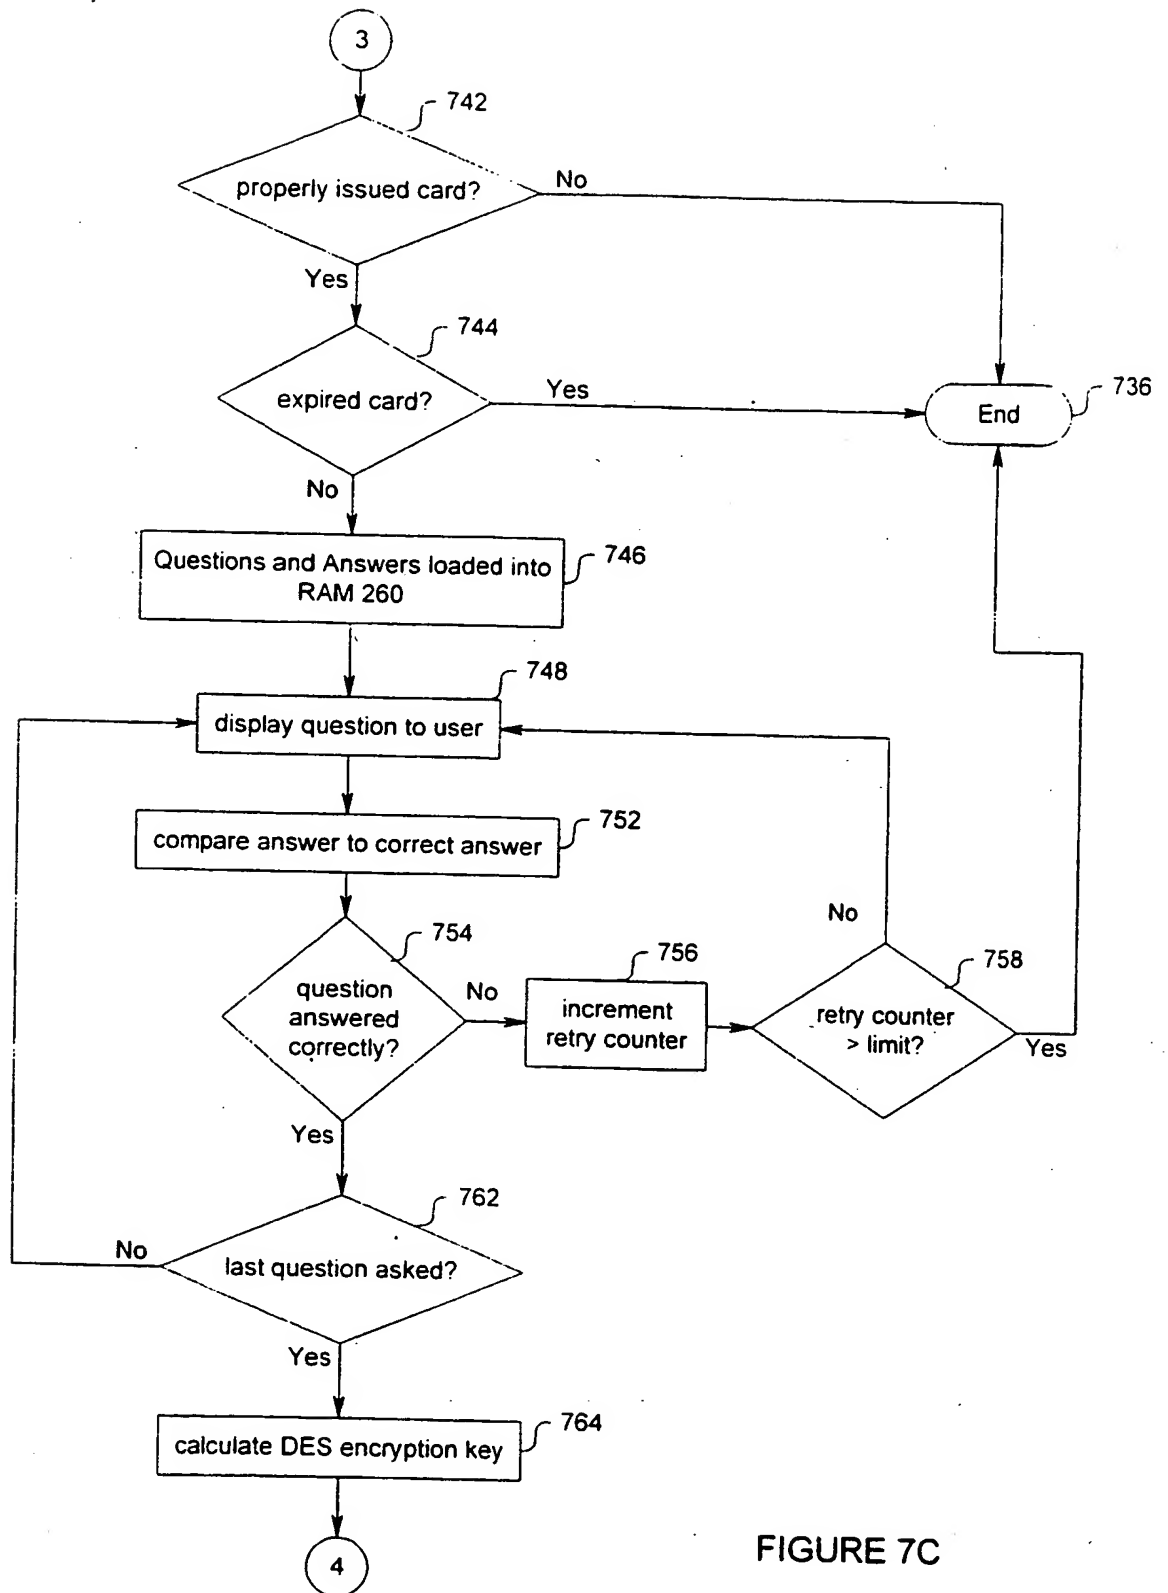 3
742
properly issued card?
No
Yes
744
expired card?
Yes
End
736
No
Questions and Answers loaded into
RAM 260
746
748
display question to user
compare answer to correct answer
752
No
754
question
answered
correctly?
No
756
increment
retry counter
758
retry counter
> limit?
Yes
Yes
762
No
last question asked?
Yes
764
calculate DES encryption key
4
FIGURE 7C